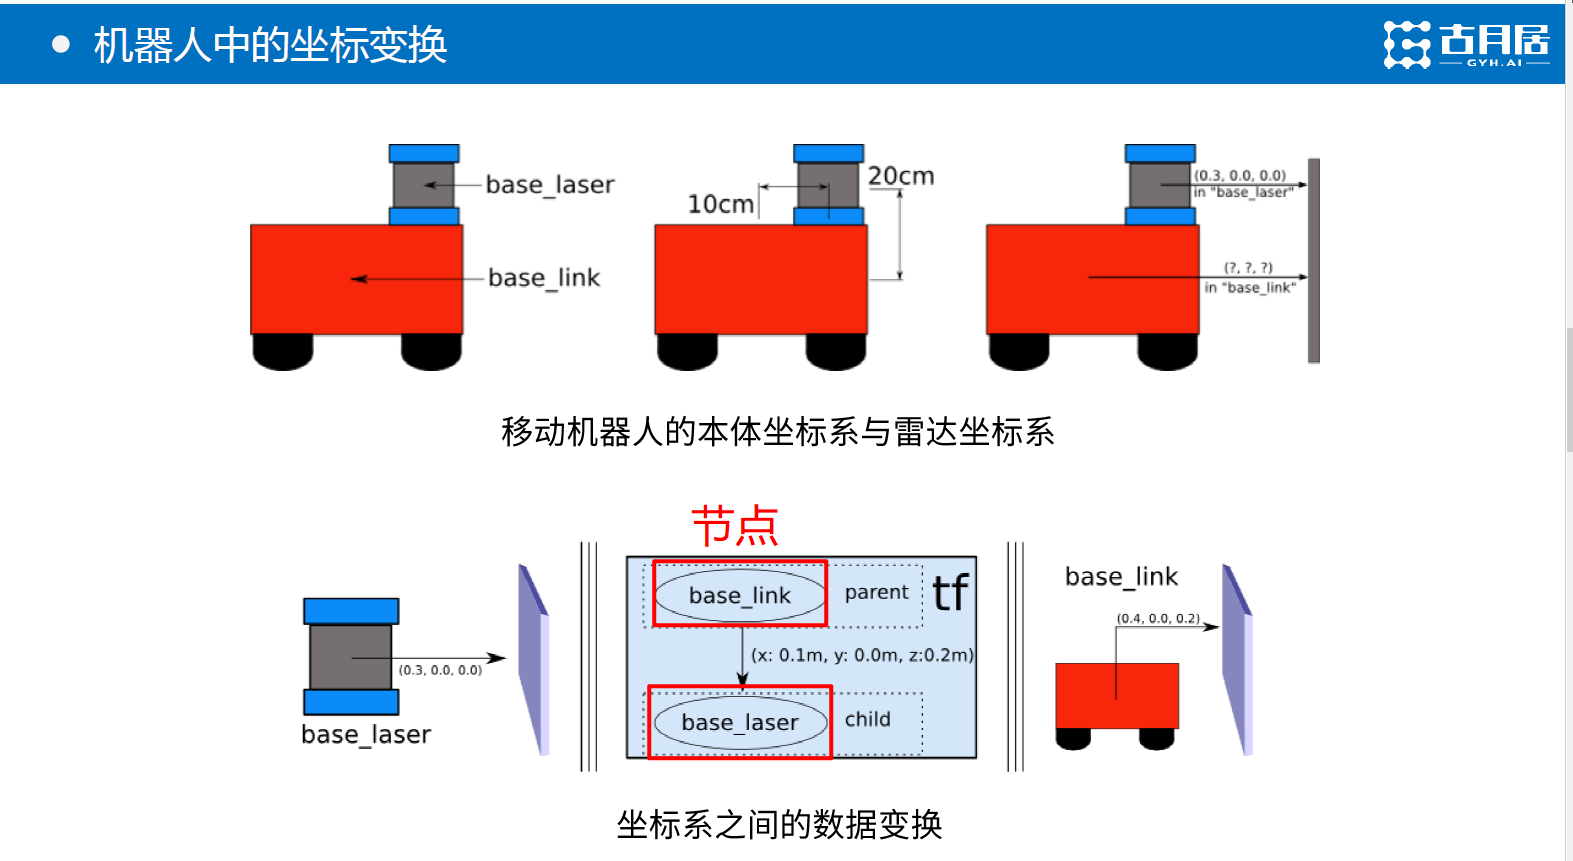 ● 机器人中的坐标变换
古月居
GYH.AI
base_laser
base_link
10cm
20cm
(0.3, 0.0, 0.0)
in "base_laser"
(?, ?, ?)
in "base_link"
移动机器人的本体坐标系与雷达坐标系
节点
base_link
parent
tf
(x: 0.1m, y: 0.0m, z:0.2m)
base_laser
child
(0.3, 0.0, 0.0)
base_laser
base_link
(0.4, 0.0, 0.2)
坐标系之间的数据变换